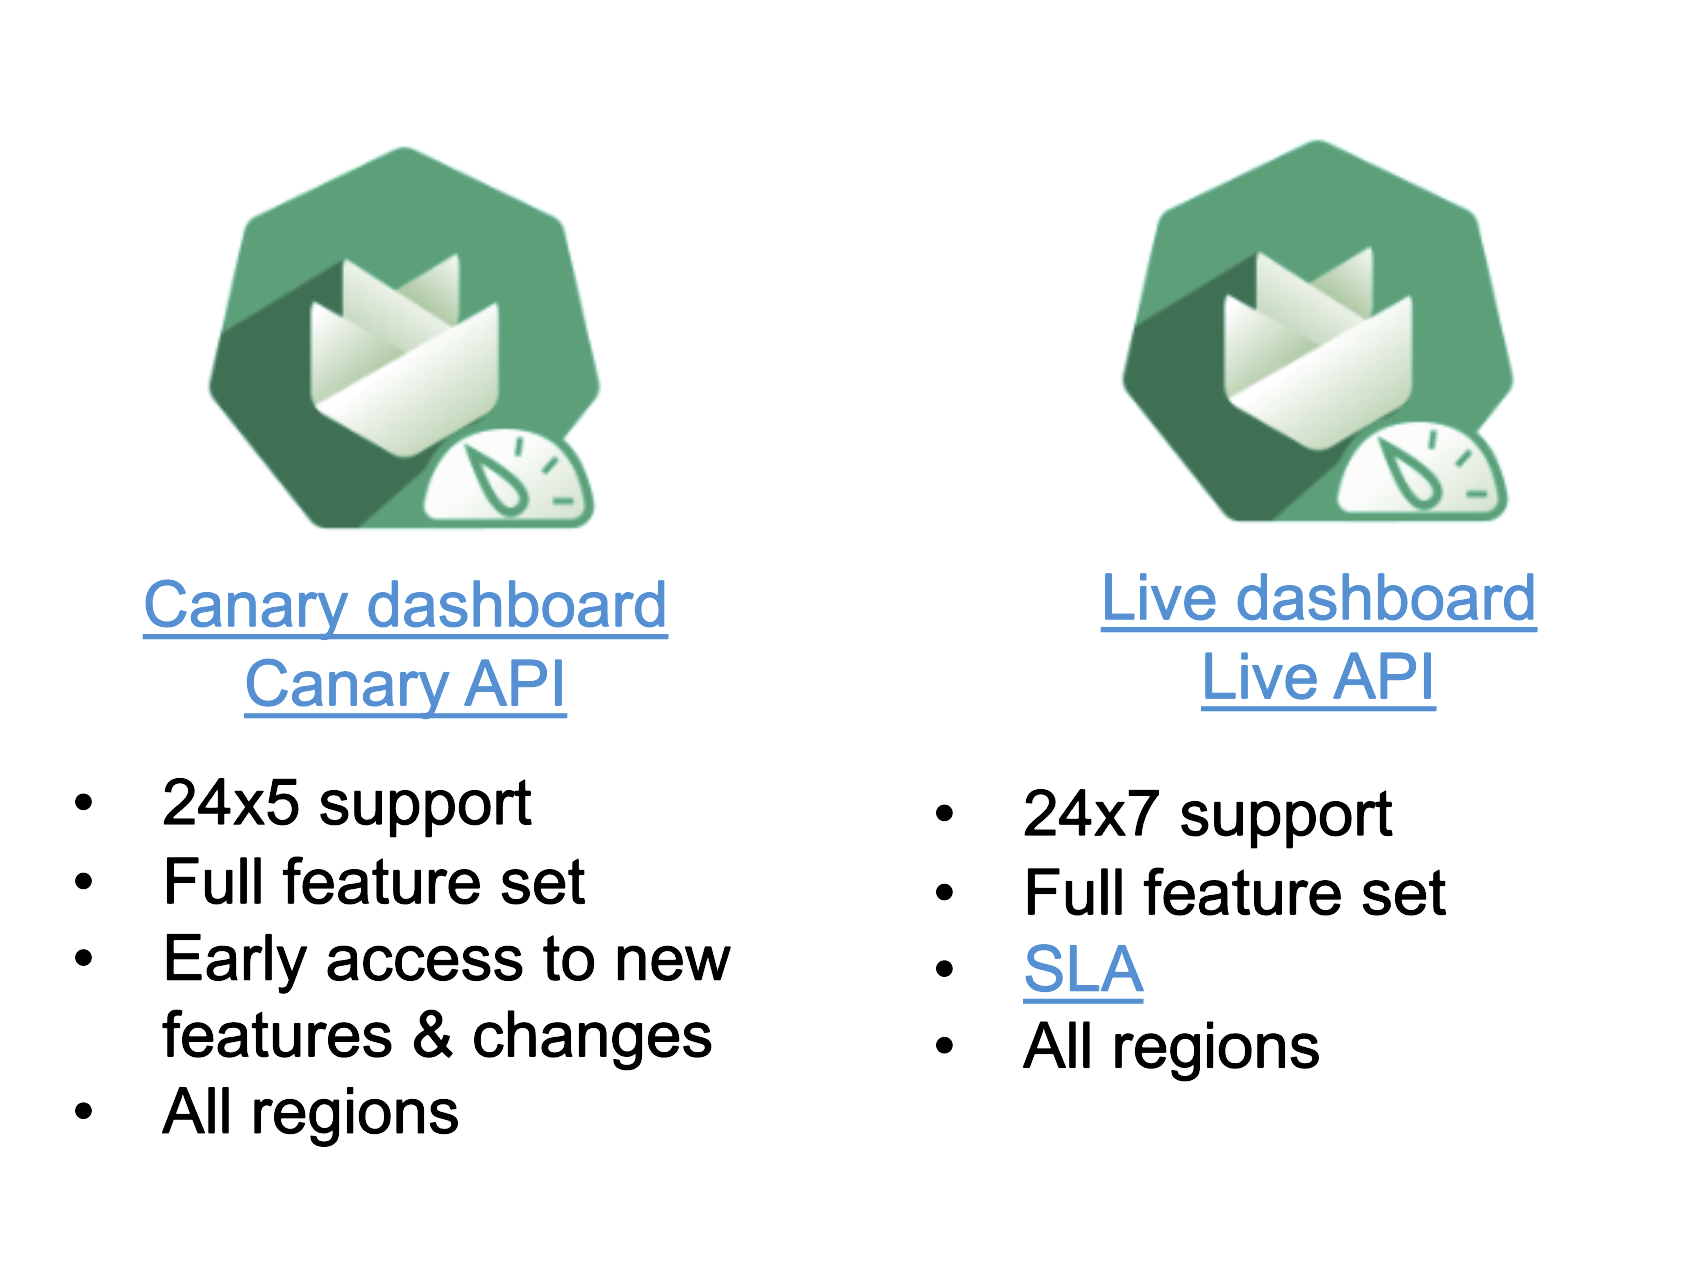 Canary dashboard
Canary API
• 24x5 support
• Full feature set
• Early access to new
features & changes
• All regions
Live dashboard
Live API
• 24x7 support
• Full feature set
• SLA
• All regions